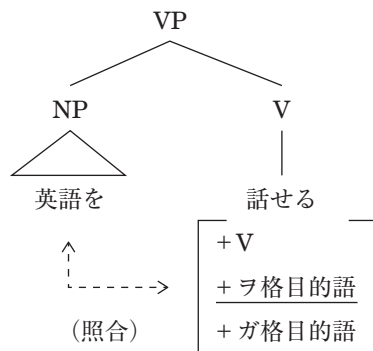 VP
NP V
英語を 話せる
+V
+ヲ格目的語
(照合) +ガ格目的語